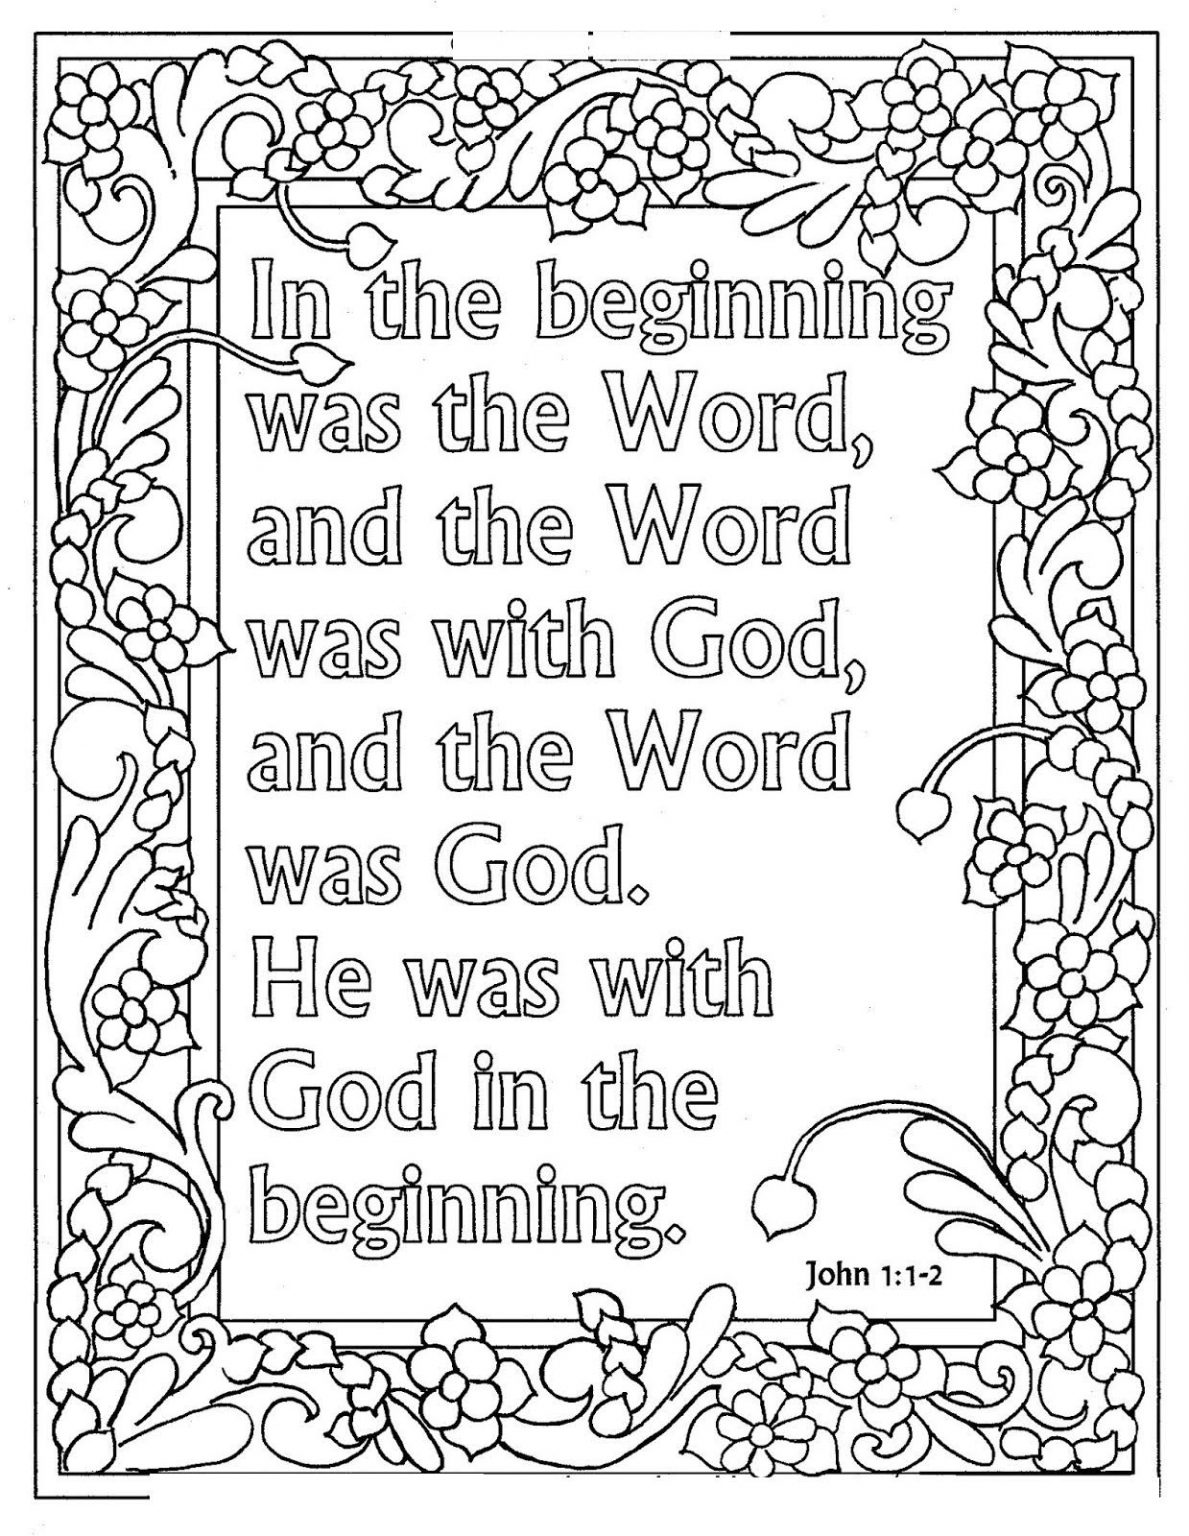 In the beginning
was the Word,
and the Word
was with God,
and the Word
was God.
He was with
God in the
beginning.
John 1:1-2